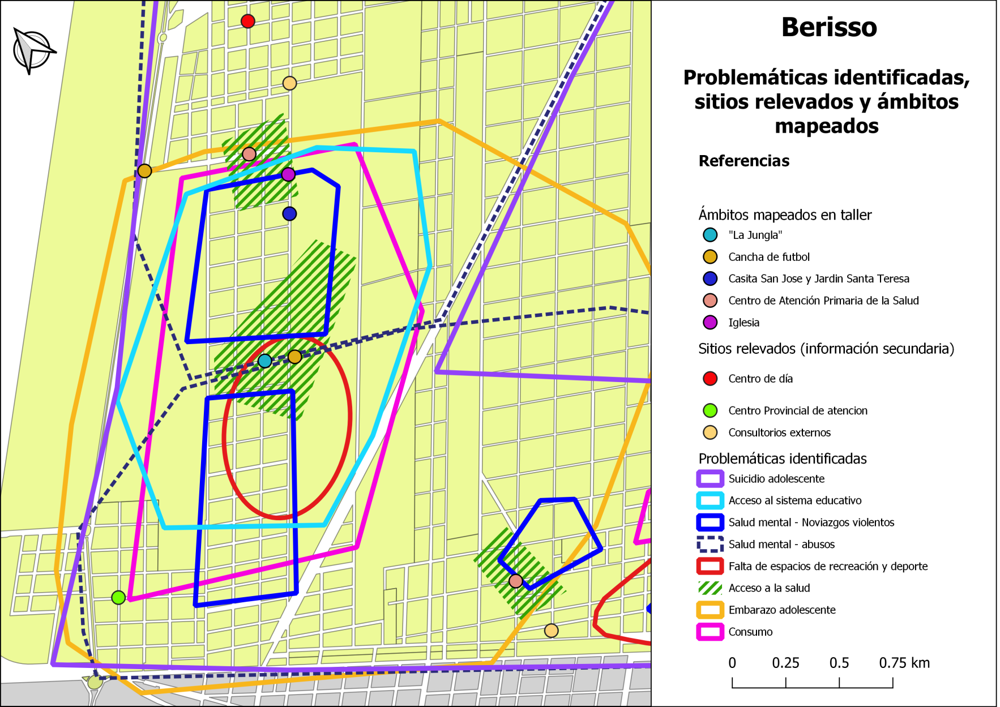 Berisso
Problemáticas identificadas,
sitios relevados y ámbitos
mapeados
Referencias
Ámbitos mapeados en taller
"La Jungla"
Cancha de futbol
Casita San Jose y Jardin Santa Teresa
Centro de Atención Primaria de la Salud
Iglesia
Sitios relevados (información secundaria)
Centro de día
Centro Provincial de atencion
Consultorios externos
Problemáticas identificadas
Suicidio adolescente
Acceso al sistema educativo
Salud mental - Noviazgos violentos
Salud mental - abusos
Falta de espacios de recreación y deporte
Acceso a la salud
Embarazo adolescente
Consumo
0 0.25 0.5 0.75 km